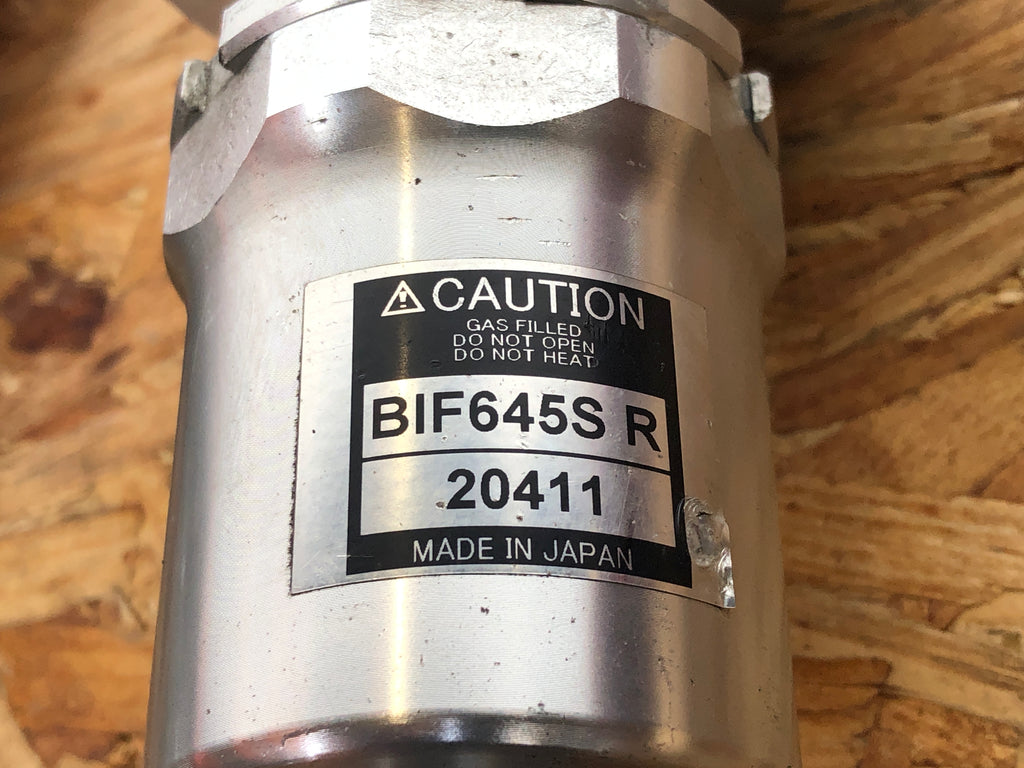 CAUTION
GAS FILLED
DO NOT OPEN
DO NOT HEAT
BIF645S R
20411
MADE IN JAPAN